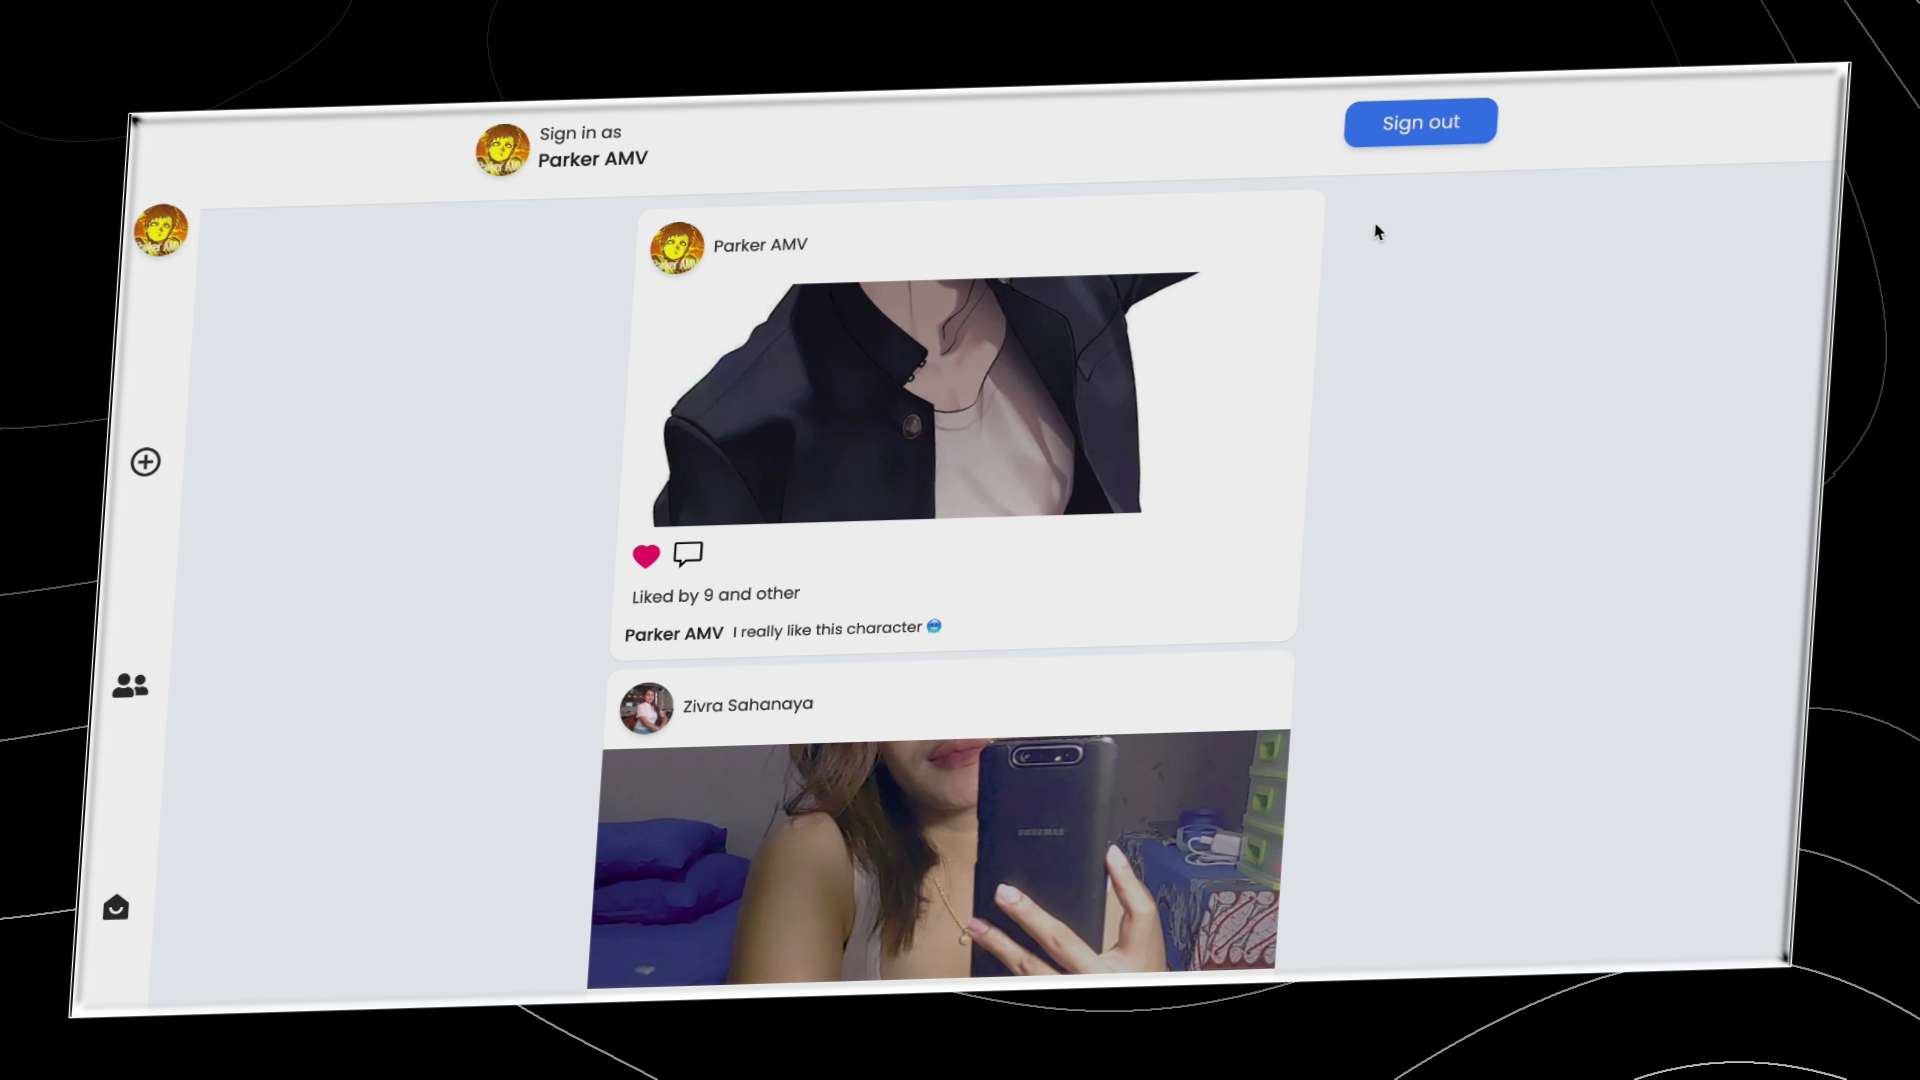 Sign in as
Parker AMV
Sign out
Parker AMV
Liked by 9 and other
Parker AMV I really like this character 🥶
Zivra Sahanaya